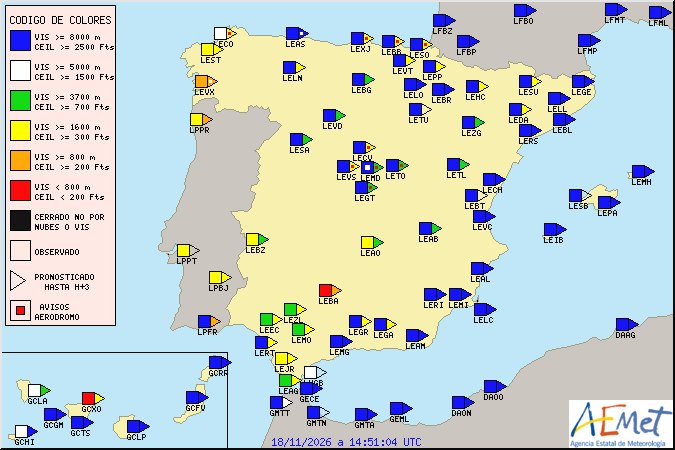 CODIGO DE COLORES
VIS >= 8000 m
CEIL >= 2500 Fts
VIS >= 5000 m
CEIL >= 1500 Fts
VIS >= 3700 m
CEIL >= 700 Fts
VIS >= 1600 m
CEIL >= 300 Fts
VIS >= 800 m
CEIL >= 200 Fts
VIS < 800 m
CEIL < 200 Fts
CERRADO NO POR
NUBES O VIS
OBSERVADO
PRONOSTICADO
HASTA H+3
AVISOS
AERODROMO
LECO
LEAS
LEST
LEXJ
LEBB
LESO
LFBZ
LFBP
LFBO
LFMT
LFML
LFMP
LELN
LEVT
LEPP
LEVX
LEBG
LELO
LEBR
LEHC
LESU
LEGE
LELL
LETU
LEDA
LEBL
LPPR
LEVD
LEZG
LERS
LESA
LECV
LEVS
LEMD
LETO
LETL
LEGT
LECH
LEMH
LEBT
LESB
LEPA
LEVC
LEIB
LEAB
LEBZ
LEAO
LPPT
LEAL
LPBJ
LEBA
LERI
LEMI
LELC
LEZL
LEEC
LEMO
LPFR
LEGR
LEGA
LEAM
DAAG
LERT
LEMG
LEJR
LEAG
LXGB
GECE
GMTT
GMTN
GMTA
GEML
DAON
DAOO
GCRR
GCLA
GCXO
GCFV
GCGM
GCTS
GCHI
GCLP
18/11/2026 a 14:51:04 UTC
AEMet
Agencia Estatal de Meteorología